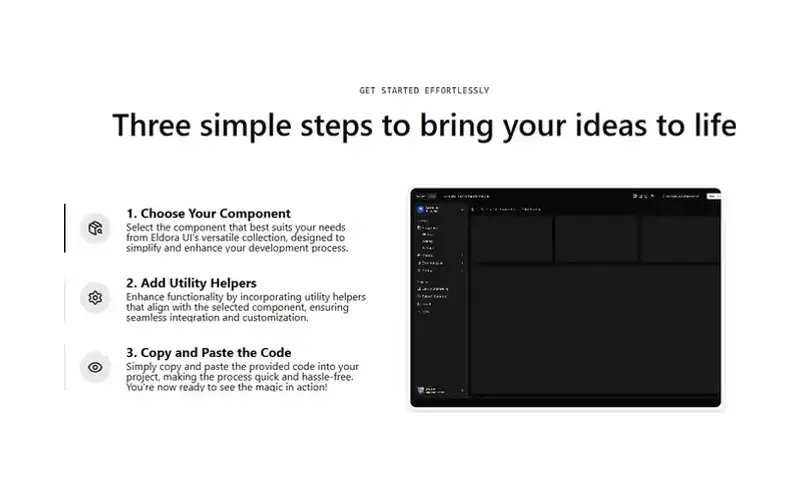 GET STARTED EFFORTLESSLY
Three simple steps to bring your ideas to life
1. Choose Your Component
Select the component that best suits your needs
from Eldora UI's versatile collection, designed to
simplify and enhance your development process.
2. Add Utility Helpers
Enhance functionality by incorporating utility helpers
that align with the selected component, ensuring
seamless integration and customization.
3. Copy and Paste the Code
Simply copy and paste the provided code into your
project, making the process quick and hassle-free.
You're now ready to see the magic in action!